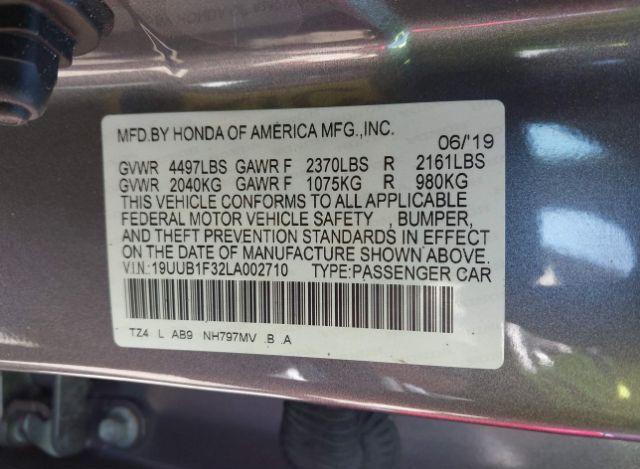 MFD.BY HONDA OF AMERICA MFG.,INC.
06/'19
GVWR 4497LBS GAWR F 2370LBS R 2161LBS
GVWR 2040KG GAWR F 1075KG R 980KG
THIS VEHICLE CONFORMS TO ALL APPLICABLE
FEDERAL MOTOR VEHICLE SAFETY , BUMPER,
AND THEFT PREVENTION STANDARDS IN EFFECT
ON THE DATE OF MANUFACTURE SHOWN ABOVE.
V.I.N.:19UUB1F32LA002710 TYPE:PASSENGER CAR
TZ4 L AB9 NH797MV .B .A